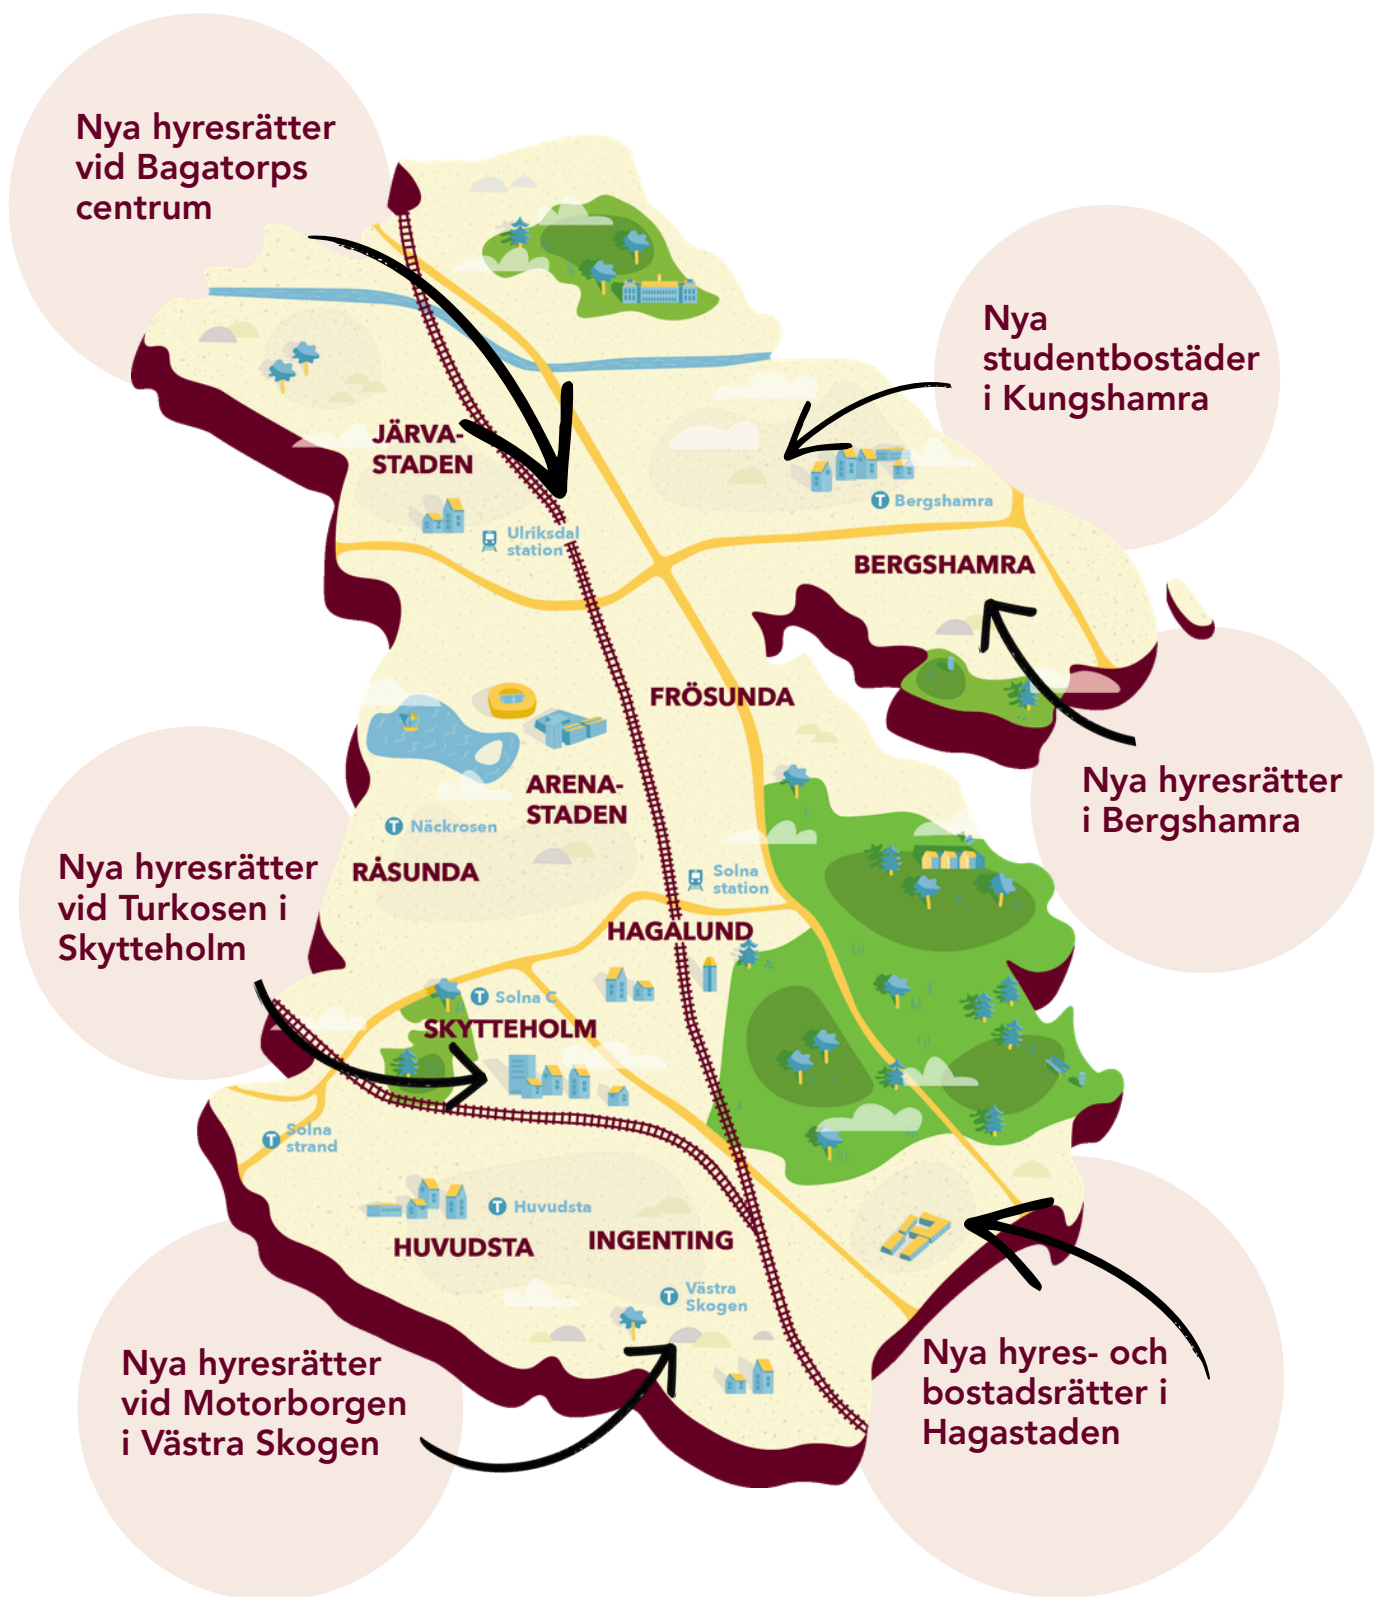 Nya hyresrätter
vid Bagatorps
centrum
Nya
studentbostäder
i Kungshamra
JÄRVA-
STADEN
T Bergshamra
Ulriksdal
station
BERGSHAMRA
FRÖSUNDA
Nya hyresrätter
i Bergshamra
ARENA-
STADEN
T Näckrosen
RÅSUNDA
Solna
station
Nya hyresrätter
vid Turkosen i
Skytteholm
HAGALUND
T Solna C
SKYTTEHOLM
T Solna
strand
T Huvudsta
HUVUDSTA
INGENTING
T Västra
Skogen
Nya hyresrätter
vid Motorborgen
i Västra Skogen
Nya hyres- och
bostadsrätter i
Hagastaden